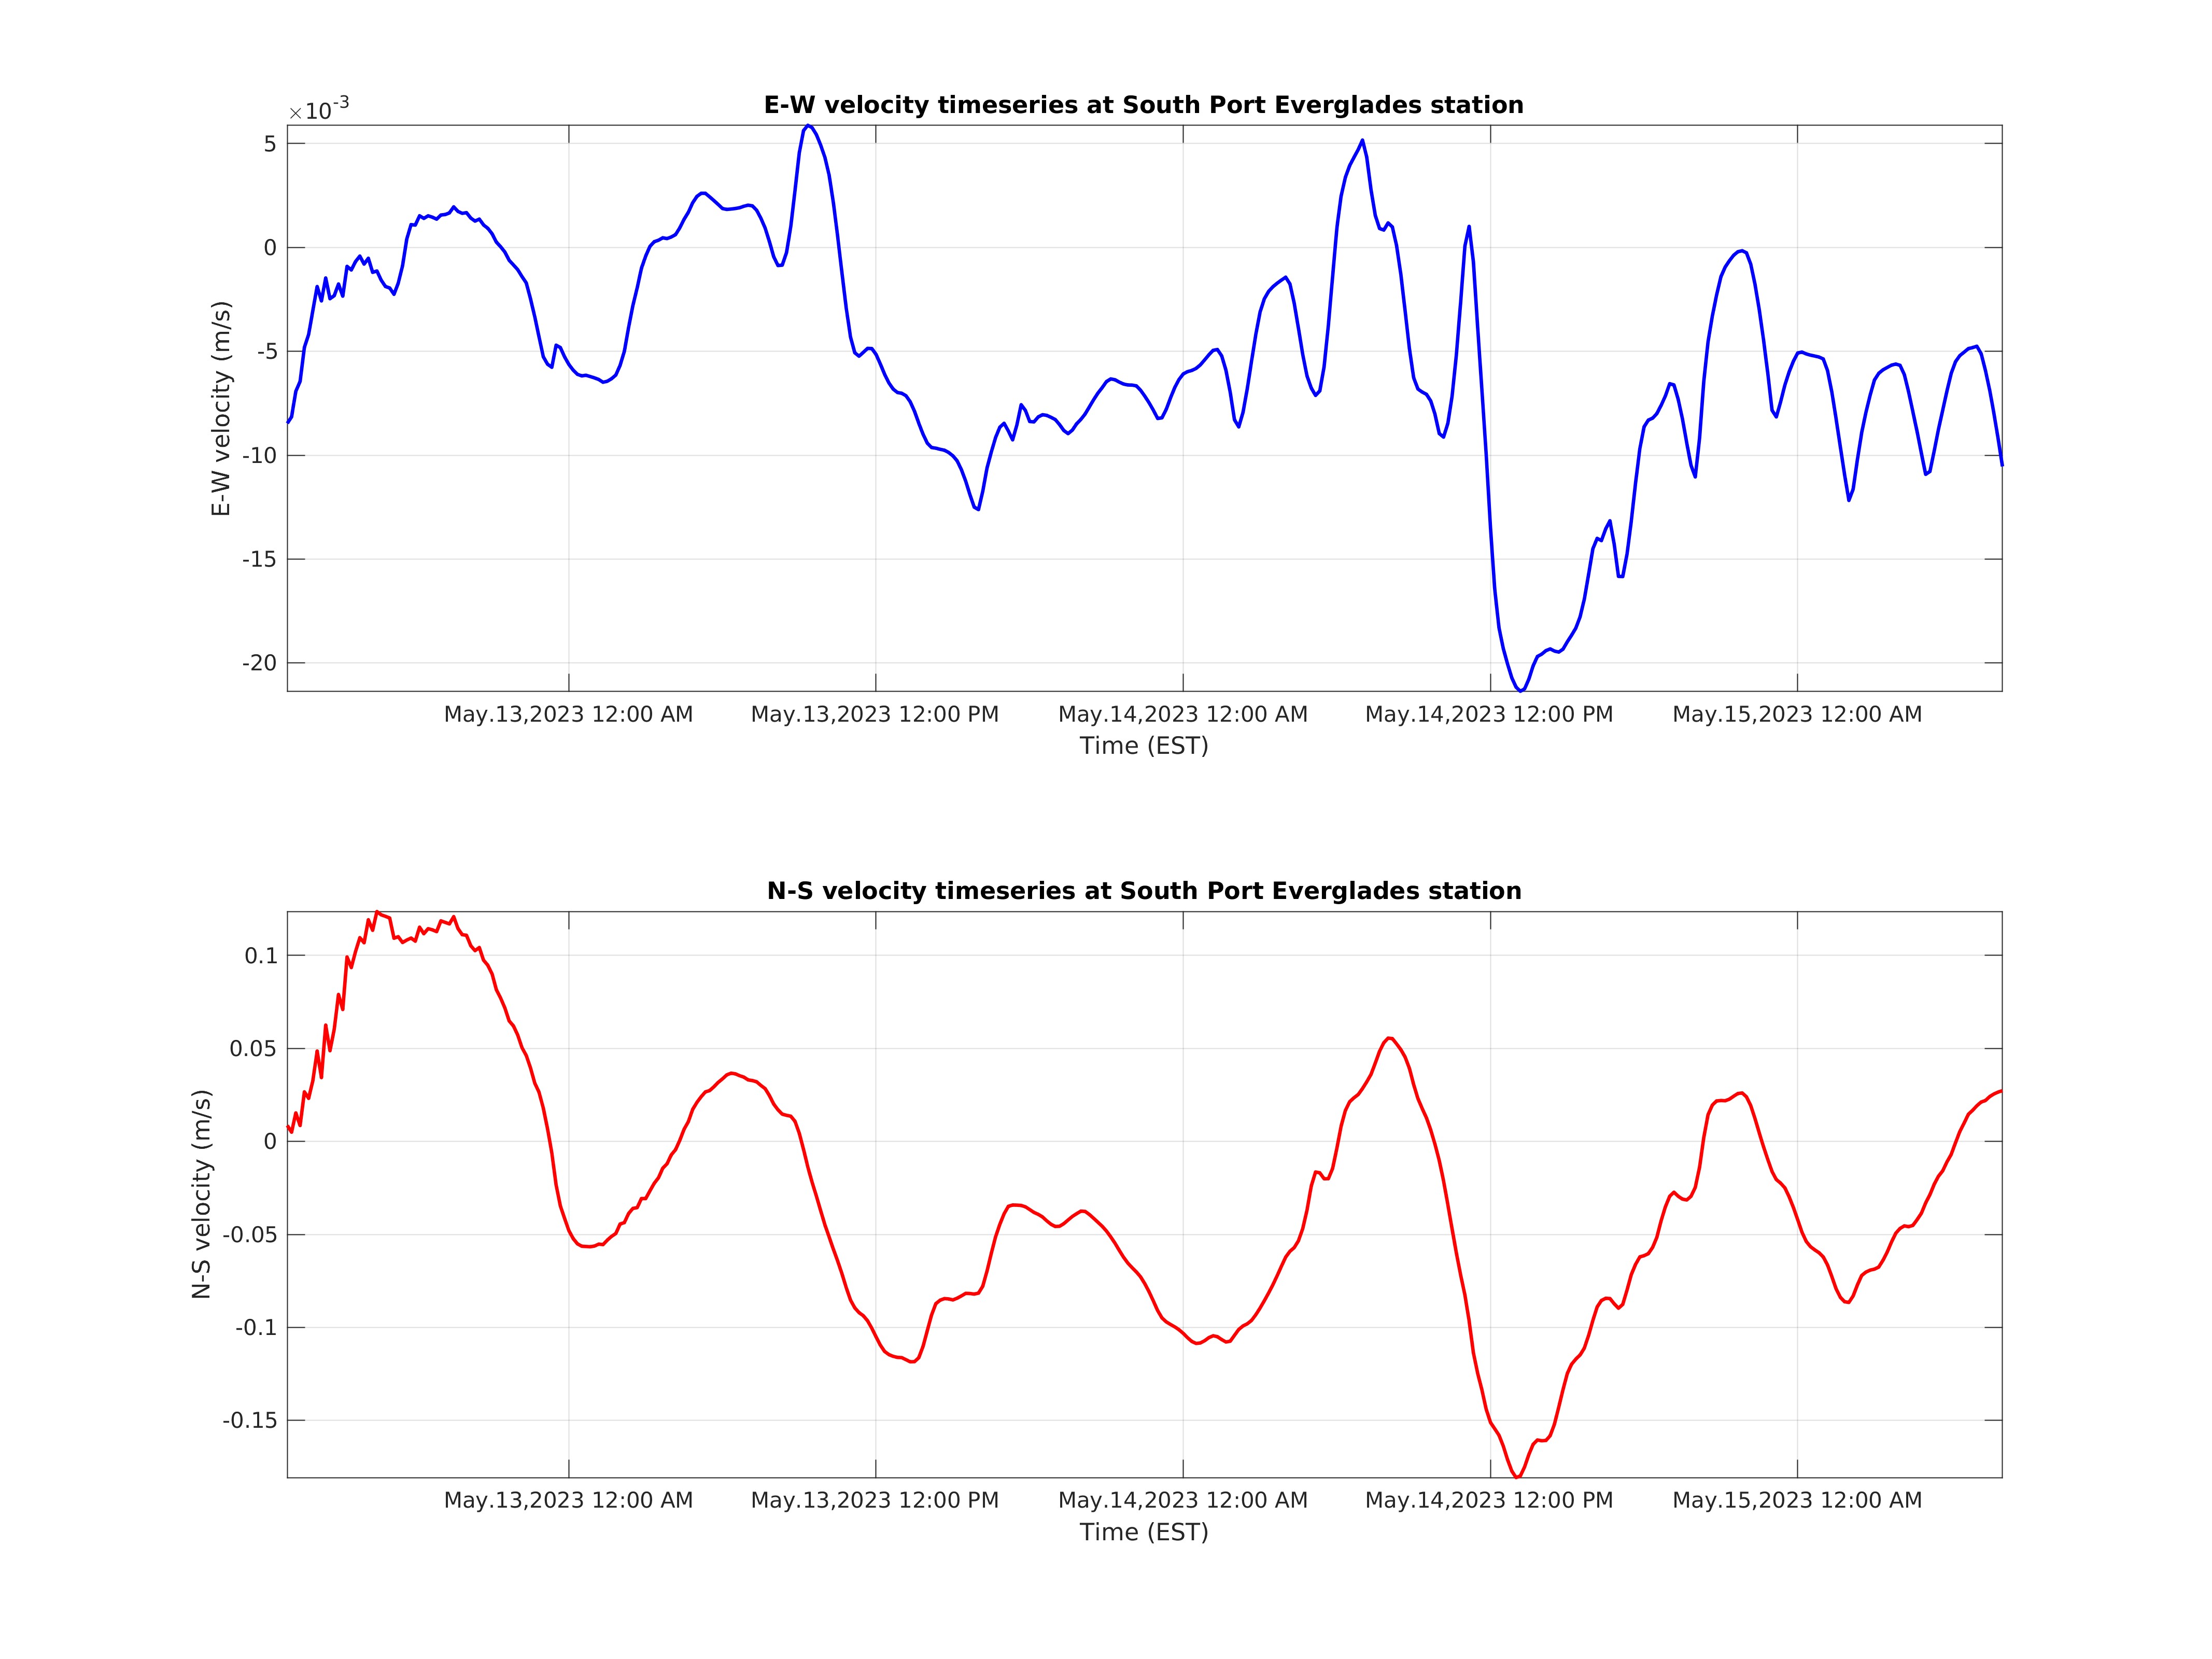 E-W velocity timeseries at South Port Everglades station
×10-3
E-W velocity (m/s)
5
0
-5
-10
-15
-20
May.13,2023 12:00 AM
May.13,2023 12:00 PM
May.14,2023 12:00 AM
May.14,2023 12:00 PM
May.15,2023 12:00 AM
Time (EST)
N-S velocity timeseries at South Port Everglades station
N-S velocity (m/s)
0.1
0.05
0
-0.05
-0.1
-0.15
May.13,2023 12:00 AM
May.13,2023 12:00 PM
May.14,2023 12:00 AM
May.14,2023 12:00 PM
May.15,2023 12:00 AM
Time (EST)